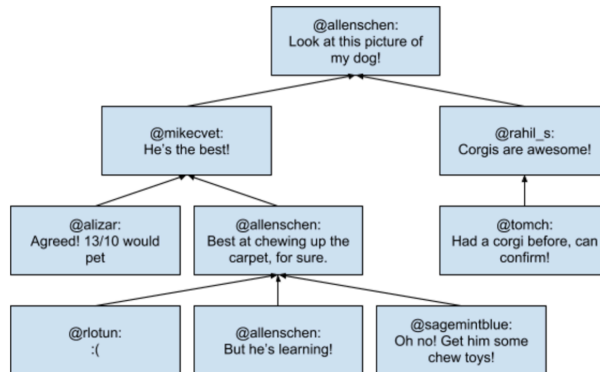 @allenschen:
Look at this picture of
my dog!
@mikecvet:
He's the best!
@rahil_s:
Corgis are awesome!
@alizar:
Agreed! 13/10 would
pet
@allenschen:
Best at chewing up the
carpet, for sure.
@tomch:
Had a corgi before, can
confirm!
@rlotun:
:(
@allenschen:
But he's learning!
@sagemintblue:
Oh no! Get him some
chew toys!